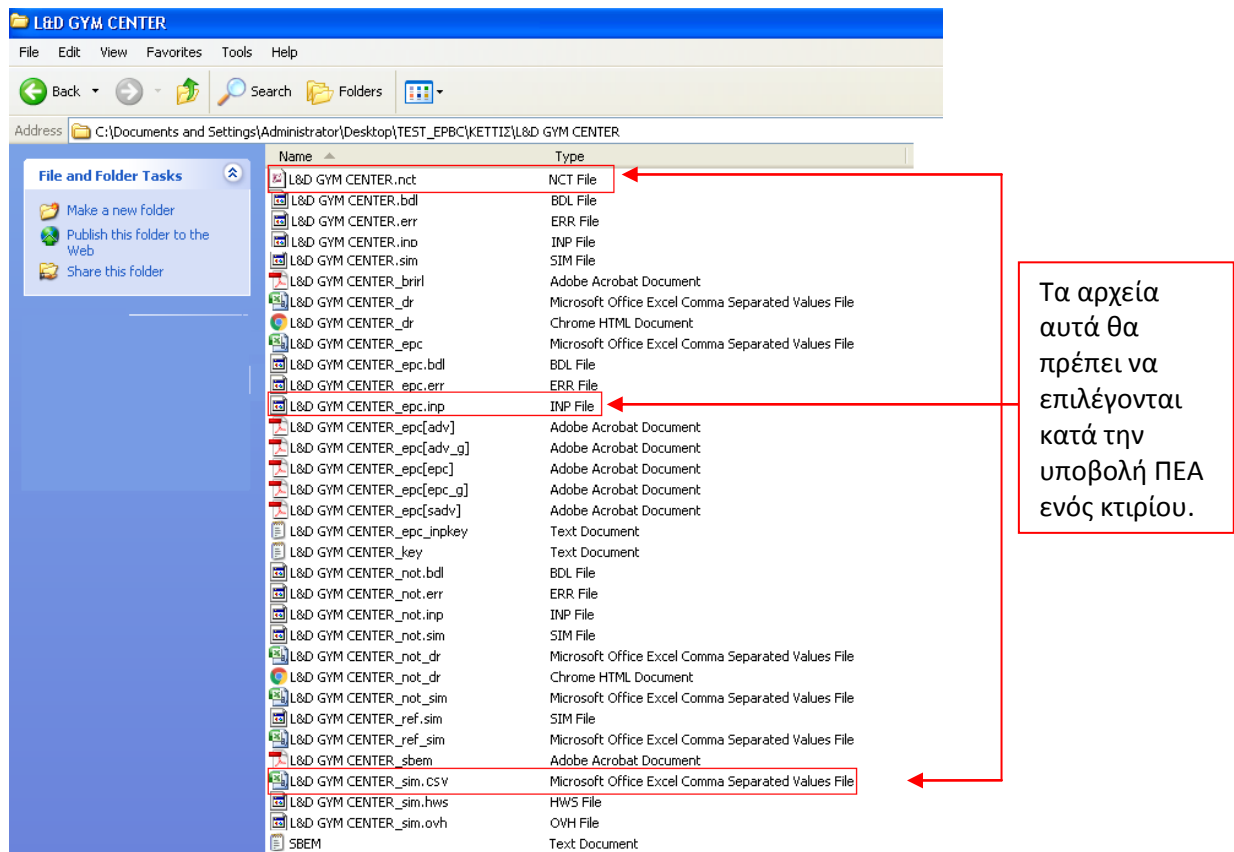 L&D GYM CENTER
File Edit View Favorites Tools Help
Back Search Folders
Address C:\Documents and Settings\Administrator\Desktop\TEST_EPBC\ΚΕΤΤΙΣ\L&D GYM CENTER
File and Folder Tasks
Make a new folder
Publish this folder to the
Web
Share this folder
Name Type
L&D GYM CENTER.nct NCT File
L&D GYM CENTER.bdl BDL File
L&D GYM CENTER.err ERR File
L&D GYM CENTER.inp INP File
L&D GYM CENTER.sim SIM File
L&D GYM CENTER_brirl Adobe Acrobat Document
L&D GYM CENTER_dr Microsoft Office Excel Comma Separated Values File
L&D GYM CENTER_dr Chrome HTML Document
L&D GYM CENTER_epc Microsoft Office Excel Comma Separated Values File
L&D GYM CENTER_epc.bdl BDL File
L&D GYM CENTER_epc.err ERR File
L&D GYM CENTER_epc.inp INP File
L&D GYM CENTER_epc[adv] Adobe Acrobat Document
L&D GYM CENTER_epc[adv_g] Adobe Acrobat Document
L&D GYM CENTER_epc[epc] Adobe Acrobat Document
L&D GYM CENTER_epc[epc_g] Adobe Acrobat Document
L&D GYM CENTER_epc[sadv] Adobe Acrobat Document
L&D GYM CENTER_epc_inpkey Text Document
L&D GYM CENTER_key Text Document
L&D GYM CENTER_not.bdl BDL File
L&D GYM CENTER_not.err ERR File
L&D GYM CENTER_not.inp INP File
L&D GYM CENTER_not.sim SIM File
L&D GYM CENTER_not_dr Microsoft Office Excel Comma Separated Values File
L&D GYM CENTER_not_dr Chrome HTML Document
L&D GYM CENTER_not_sim Microsoft Office Excel Comma Separated Values File
L&D GYM CENTER_ref.sim SIM File
L&D GYM CENTER_ref_sim Microsoft Office Excel Comma Separated Values File
L&D GYM CENTER_sbem Adobe Acrobat Document
L&D GYM CENTER_sim.csv Microsoft Office Excel Comma Separated Values File
L&D GYM CENTER_sim.hws HWS File
L&D GYM CENTER_sim.ovh OVH File
SBEM Text Document
Τα αρχεία
αυτά θα
πρέπει να
επιλέγονται
κατά την
υποβολή ΠΕΑ
ενός κτιρίου.